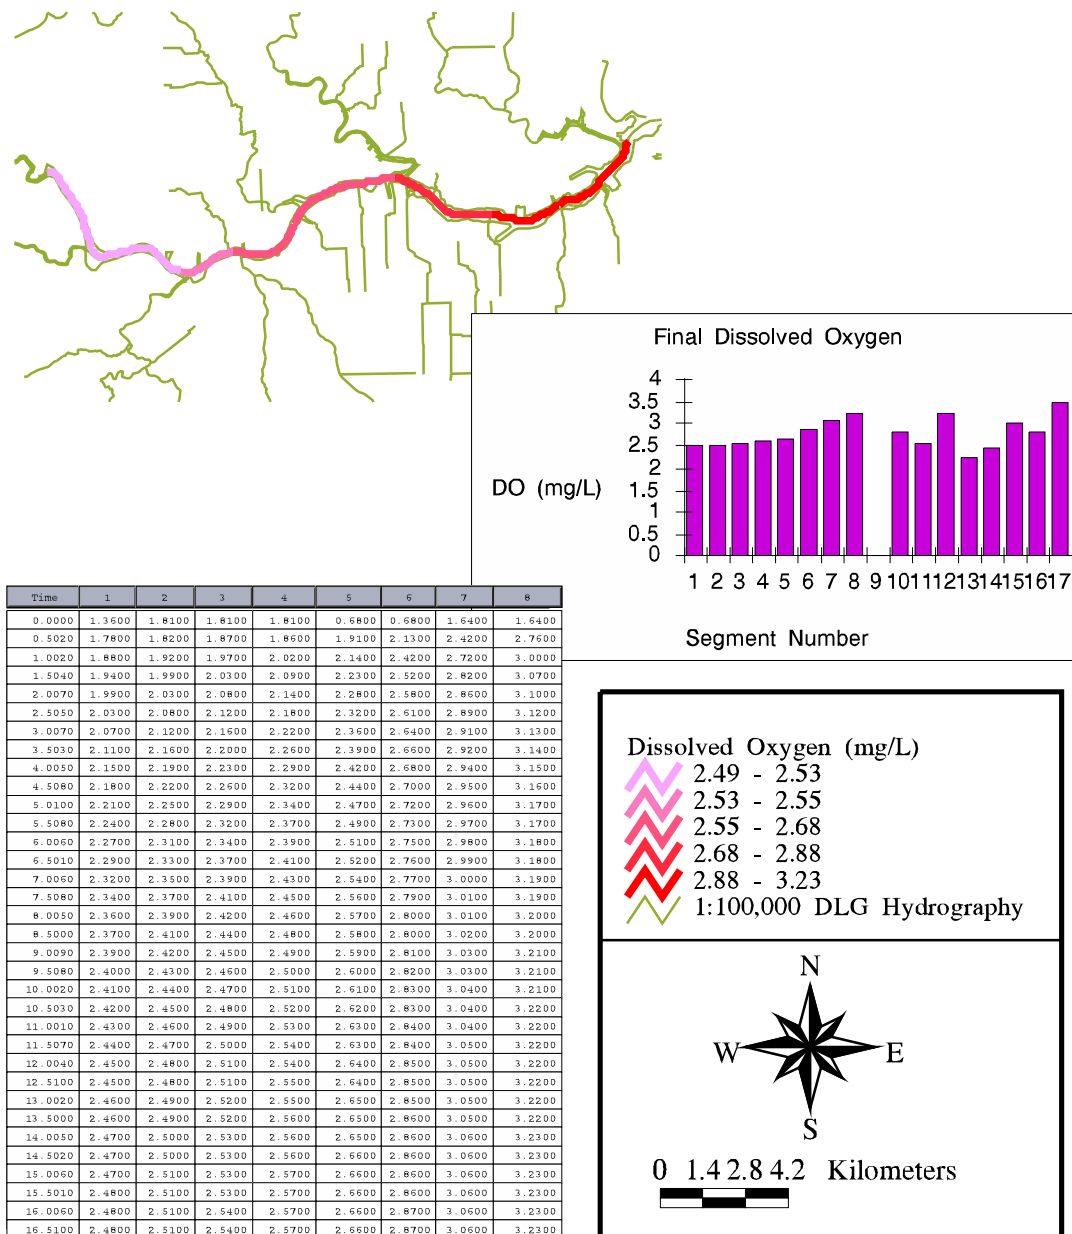 Final Dissolved Oxygen
4
3.5
3
2.5
2
1.5
1
0.5
0
DO (mg/L)
1 2 3 4 5 6 7 8 9 10 11 12 13 14 15 16 17
Segment Number
Time 1 2 3 4 5 6 7 8
0.0000 1.3600 1.8100 1.8100 1.8100 0.6800 0.6800 1.6400 1.6400
0.5020 1.7800 1.8200 1.8700 1.8600 1.9100 2.1300 2.4200 2.7600
1.0020 1.8800 1.9200 1.9700 2.0200 2.1400 2.4200 2.7200 3.0000
1.5040 1.9400 1.9900 2.0300 2.0900 2.2300 2.5200 2.8200 3.0700
2.0070 1.9900 2.0300 2.0800 2.1400 2.2800 2.5800 2.8600 3.1000
2.5050 2.0300 2.0800 2.1200 2.1800 2.3200 2.6100 2.8900 3.1200
3.0070 2.0700 2.1200 2.1600 2.2200 2.3600 2.6400 2.9100 3.1300
3.5030 2.1100 2.1600 2.2000 2.2600 2.3900 2.6600 2.9200 3.1400
4.0050 2.1500 2.1900 2.2300 2.2900 2.4200 2.6800 2.9400 3.1500
4.5080 2.1800 2.2200 2.2600 2.3200 2.4400 2.7000 2.9500 3.1600
5.0100 2.2100 2.2500 2.2900 2.3400 2.4700 2.7200 2.9600 3.1700
5.5080 2.2400 2.2800 2.3200 2.3700 2.4900 2.7300 2.9700 3.1700
6.0060 2.2700 2.3100 2.3400 2.3900 2.5100 2.7500 2.9800 3.1800
6.5010 2.2900 2.3300 2.3700 2.4100 2.5200 2.7600 2.9900 3.1800
7.0060 2.3200 2.3500 2.3900 2.4300 2.5400 2.7700 3.0000 3.1900
7.5080 2.3400 2.3700 2.4100 2.4500 2.5600 2.7900 3.0100 3.1900
8.0050 2.3600 2.3900 2.4200 2.4600 2.5700 2.8000 3.0100 3.2000
8.5000 2.3700 2.4100 2.4400 2.4800 2.5800 2.8000 3.0200 3.2000
9.0090 2.3900 2.4200 2.4500 2.4900 2.5900 2.8100 3.0300 3.2100
9.5080 2.4000 2.4300 2.4600 2.5000 2.6000 2.8200 3.0300 3.2100
10.0020 2.4100 2.4400 2.4700 2.5100 2.6100 2.8300 3.0400 3.2100
10.5030 2.4200 2.4500 2.4800 2.5200 2.6200 2.8300 3.0400 3.2200
11.0010 2.4300 2.4600 2.4900 2.5300 2.6300 2.8400 3.0400 3.2200
11.5070 2.4400 2.4700 2.5000 2.5400 2.6300 2.8400 3.0500 3.2200
12.0040 2.4500 2.4800 2.5100 2.5400 2.6400 2.8500 3.0500 3.2200
12.5100 2.4500 2.4800 2.5100 2.5500 2.6400 2.8500 3.0500 3.2200
13.0020 2.4600 2.4900 2.5200 2.5500 2.6500 2.8500 3.0500 3.2200
13.5000 2.4600 2.4900 2.5200 2.5600 2.6500 2.8600 3.0500 3.2200
14.0050 2.4700 2.5000 2.5300 2.5600 2.6500 2.8600 3.0600 3.2300
14.5020 2.4700 2.5000 2.5300 2.5600 2.6600 2.8600 3.0600 3.2300
15.0060 2.4700 2.5100 2.5300 2.5700 2.6600 2.8600 3.0600 3.2300
15.5010 2.4800 2.5100 2.5300 2.5700 2.6600 2.8600 3.0600 3.2300
16.0060 2.4800 2.5100 2.5400 2.5700 2.6600 2.8700 3.0600 3.2300
16.5100 2.4800 2.5100 2.5400 2.5700 2.6600 2.8700 3.0600 3.2300
Dissolved Oxygen (mg/L)
2.49 - 2.53
2.53 - 2.55
2.55 - 2.68
2.68 - 2.88
2.88 - 3.23
1:100,000 DLG Hydrography
N
W E
S
0 1.4 2.8 4.2 Kilometers